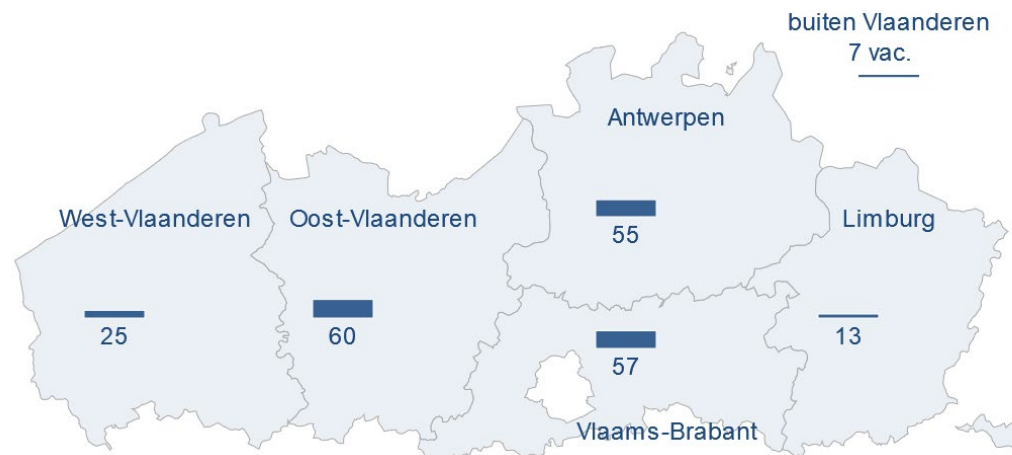 buiten Vlaanderen
7 vac.
Antwerpen
55
West-Vlaanderen
25
Oost-Vlaanderen
60
Limburg
13
57
Vlaams-Brabant